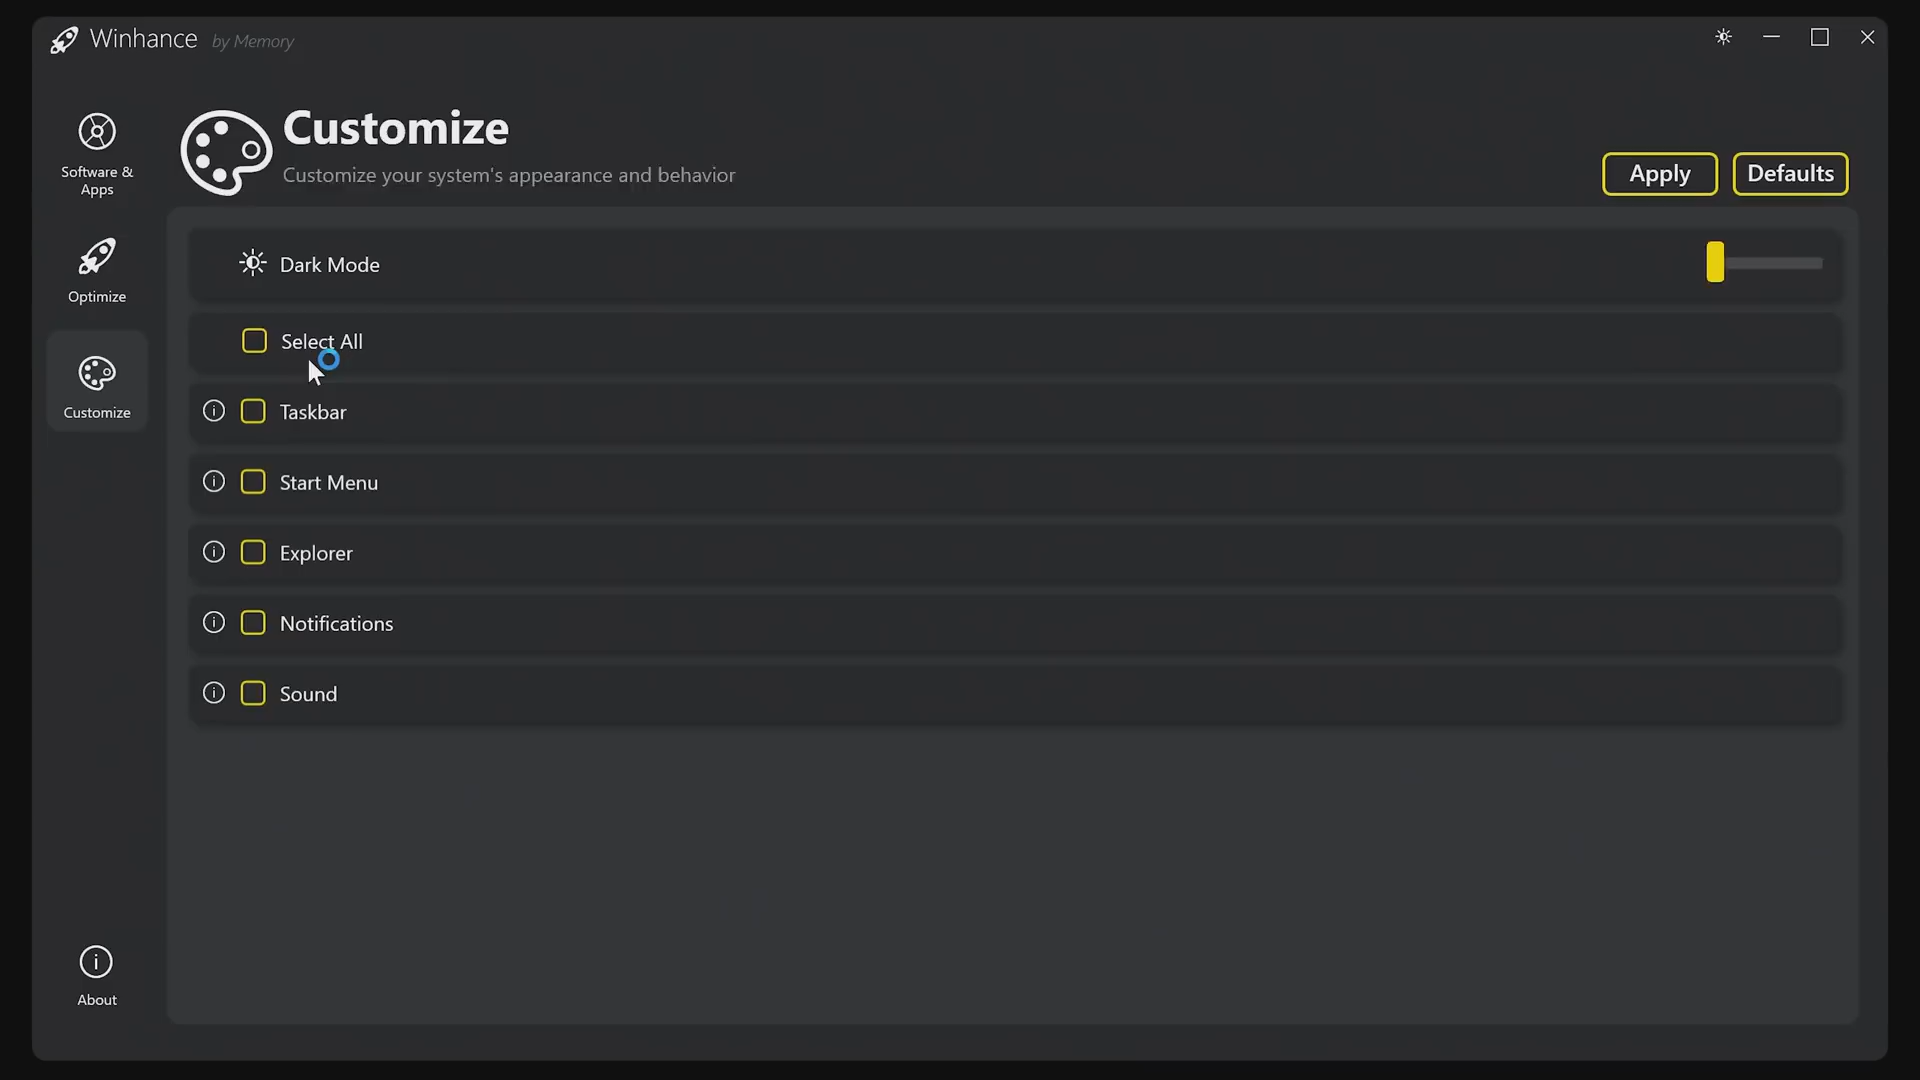 Winhance by Memory
Software &
Apps
Optimize
Customize
About
Customize
Customize your system's appearance and behavior
Apply
Defaults
Dark Mode
Select All
Taskbar
Start Menu
Explorer
Notifications
Sound